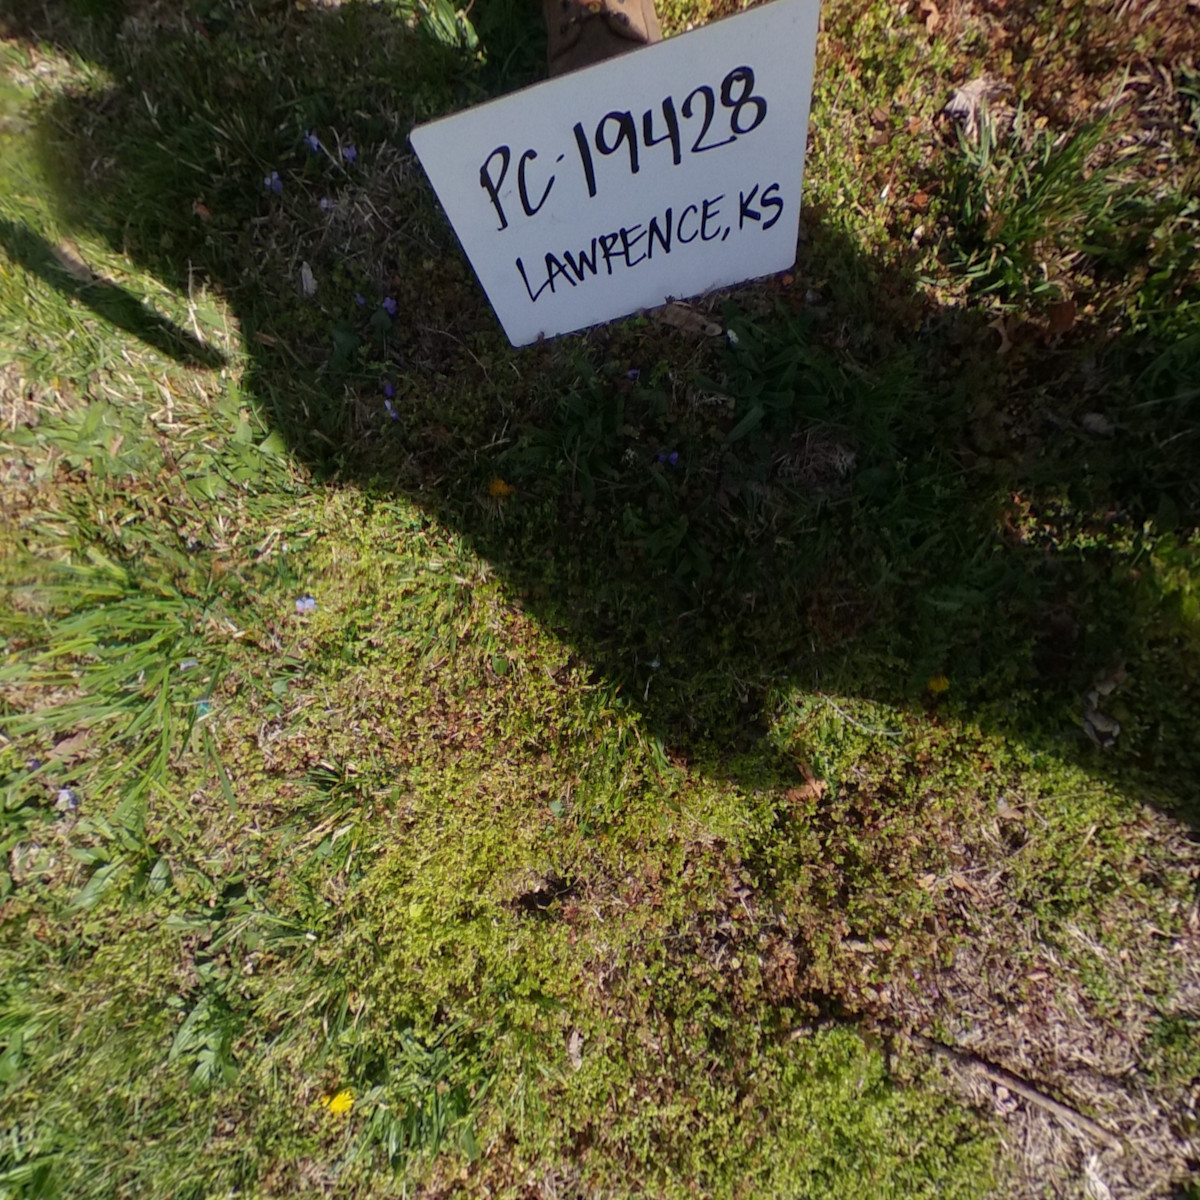 PC-19428
LAWRENCE, KS